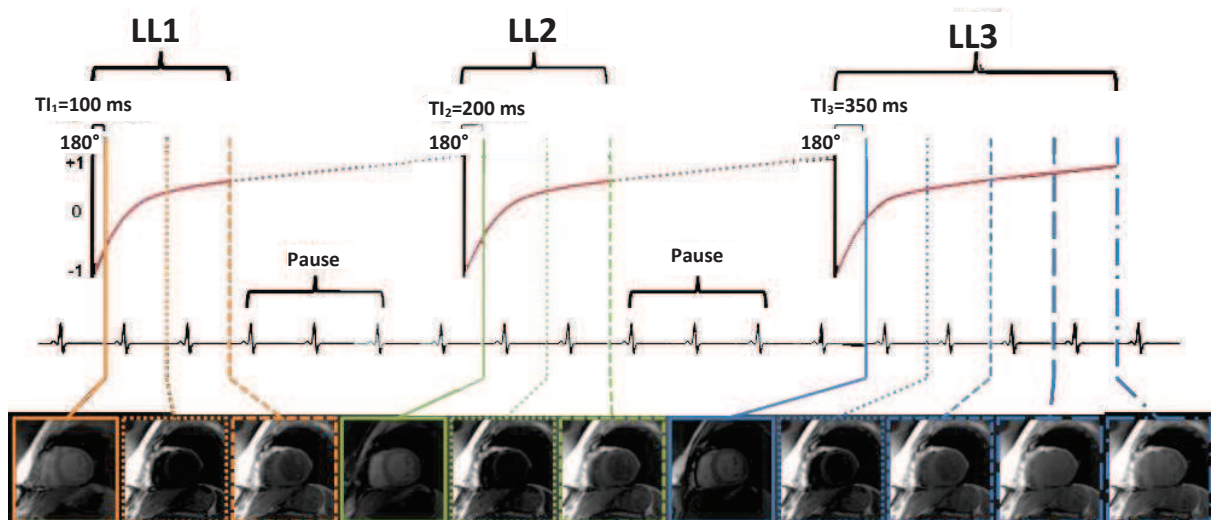 LL1 LL2 LL3
TI₁=100 ms TI₂=200 ms TI₃=350 ms
180° 180° 180°
+1
0
-1
Pause Pause